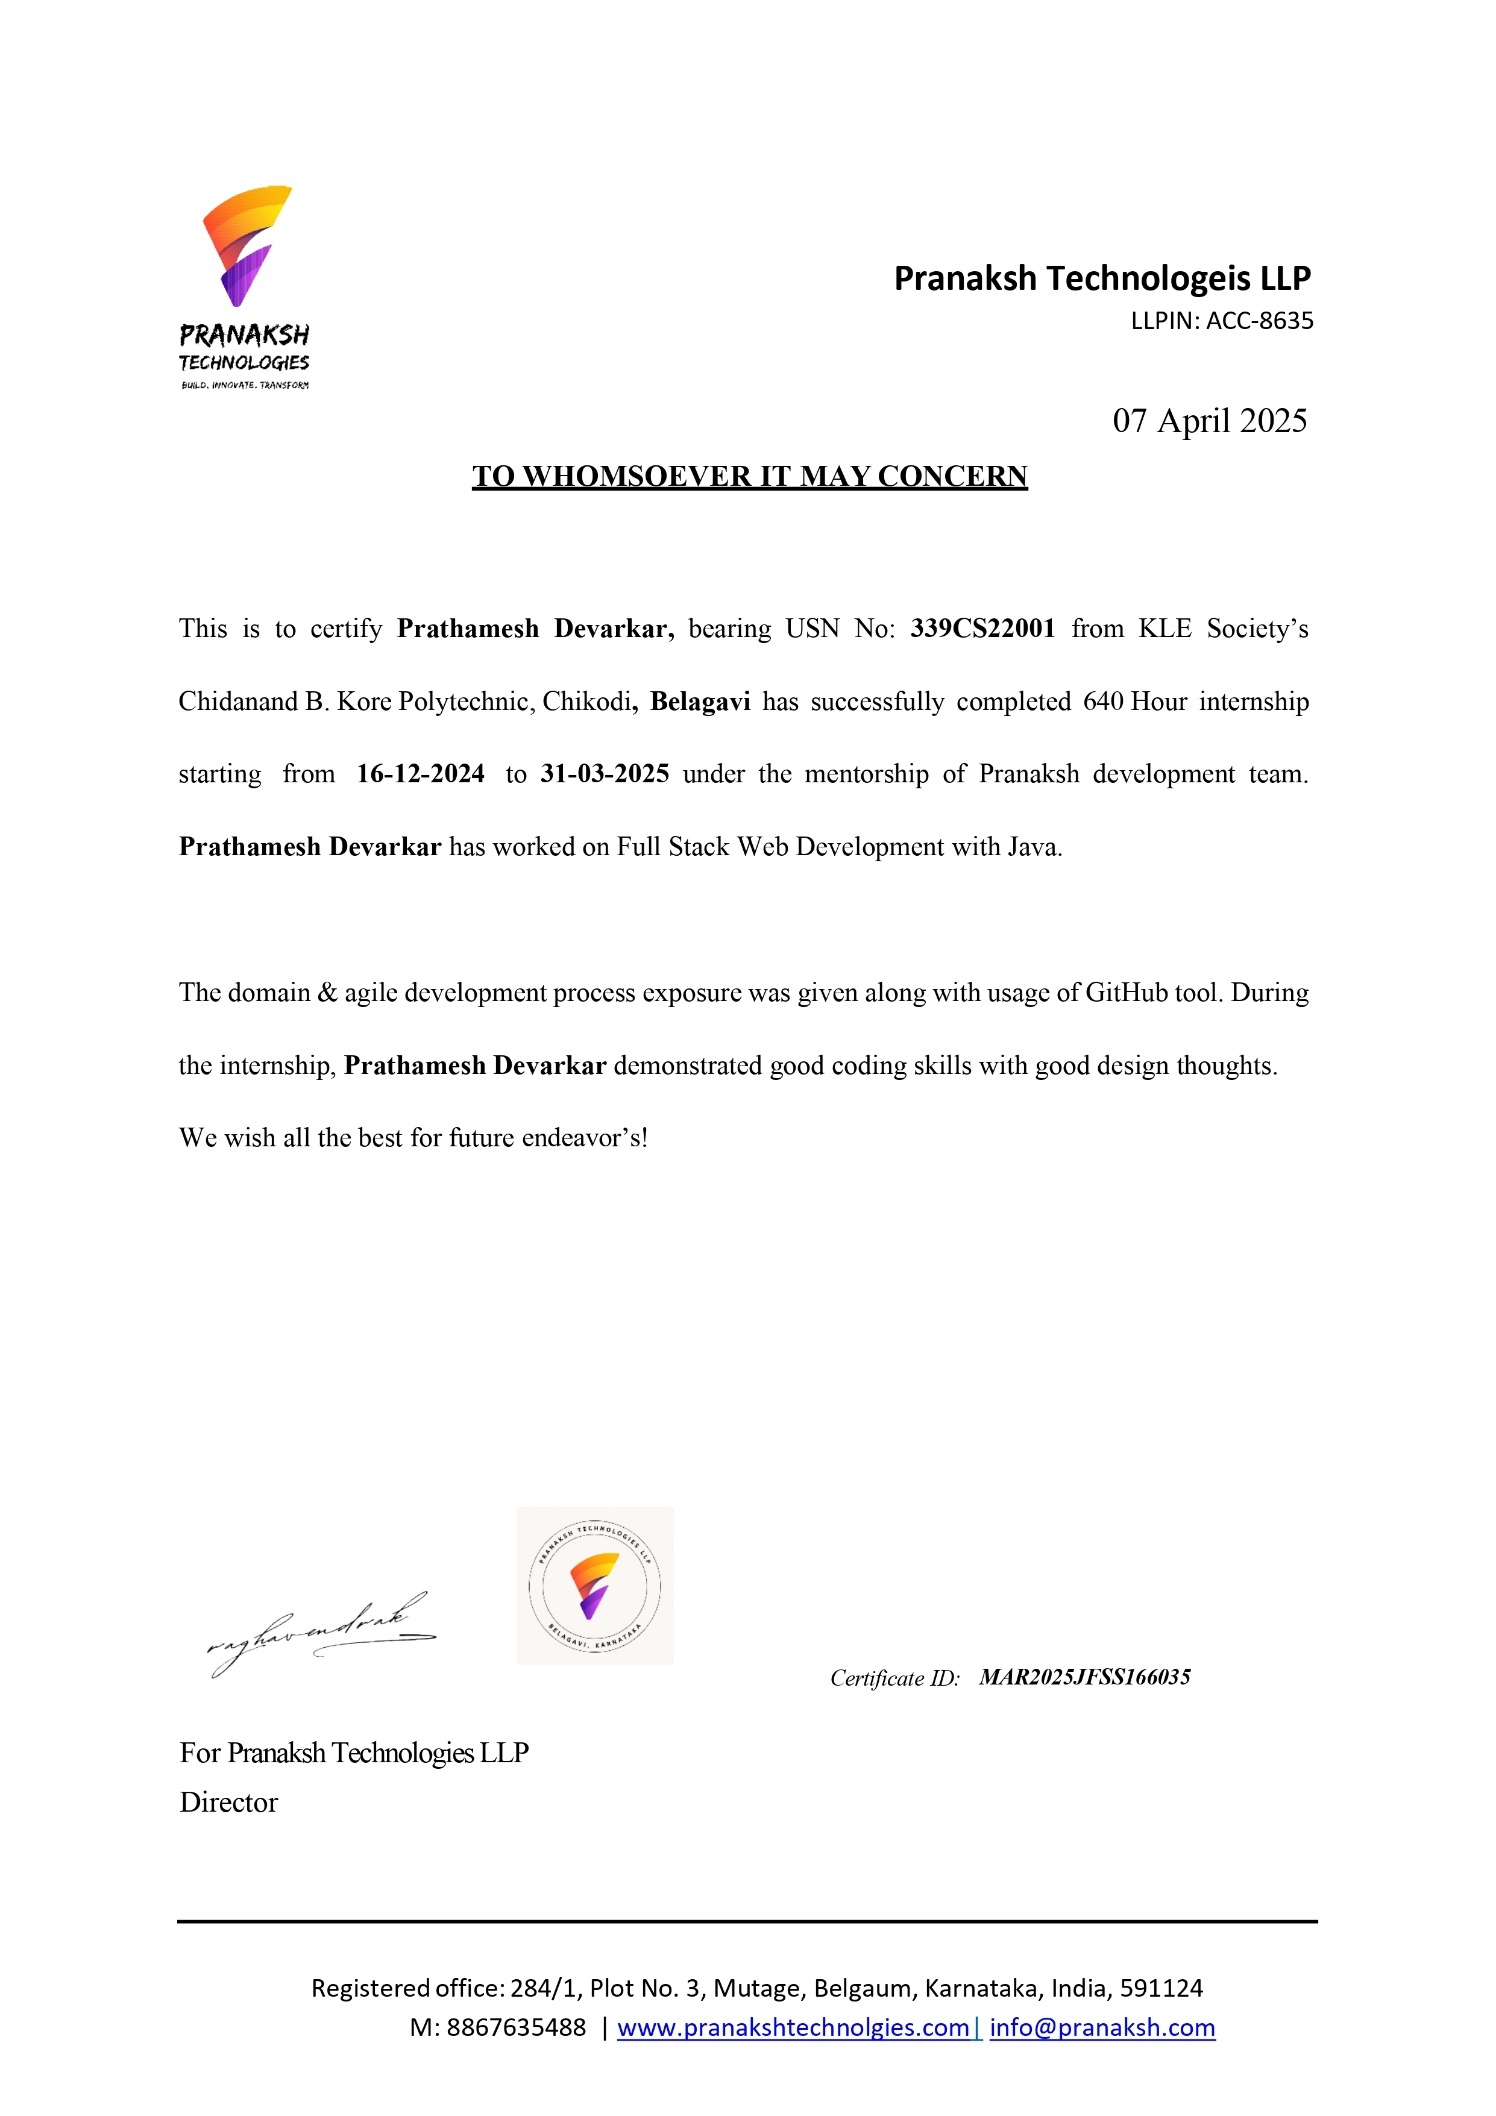 PRANAKSH
TECHNOLOGIES
BUILD. INNOVATE. TRANSFORM
Pranaksh Technologeis LLP
LLPIN: ACC-8635
07 April 2025
TO WHOMSOEVER IT MAY CONCERN
This is to certify Prathamesh Devarkar, bearing USN No: 339CS22001 from KLE Society’s
Chidanand B. Kore Polytechnic, Chikodi, Belagavi has successfully completed 640 Hour internship
starting from 16-12-2024 to 31-03-2025 under the mentorship of Pranaksh development team.
Prathamesh Devarkar has worked on Full Stack Web Development with Java.
The domain & agile development process exposure was given along with usage of GitHub tool. During
the internship, Prathamesh Devarkar demonstrated good coding skills with good design thoughts.
We wish all the best for future endeavor’s!
raghavendrak
PRANAKSH TECHNOLOGIES LLP
BELAGAVI, KARNATAKA
Certificate ID: MAR2025JFSS166035
For Pranaksh Technologies LLP
Director
Registered office: 284/1, Plot No. 3, Mutage, Belgaum, Karnataka, India, 591124
M: 8867635488 | www.pranakshtechnolgies.com| info@pranaksh.com